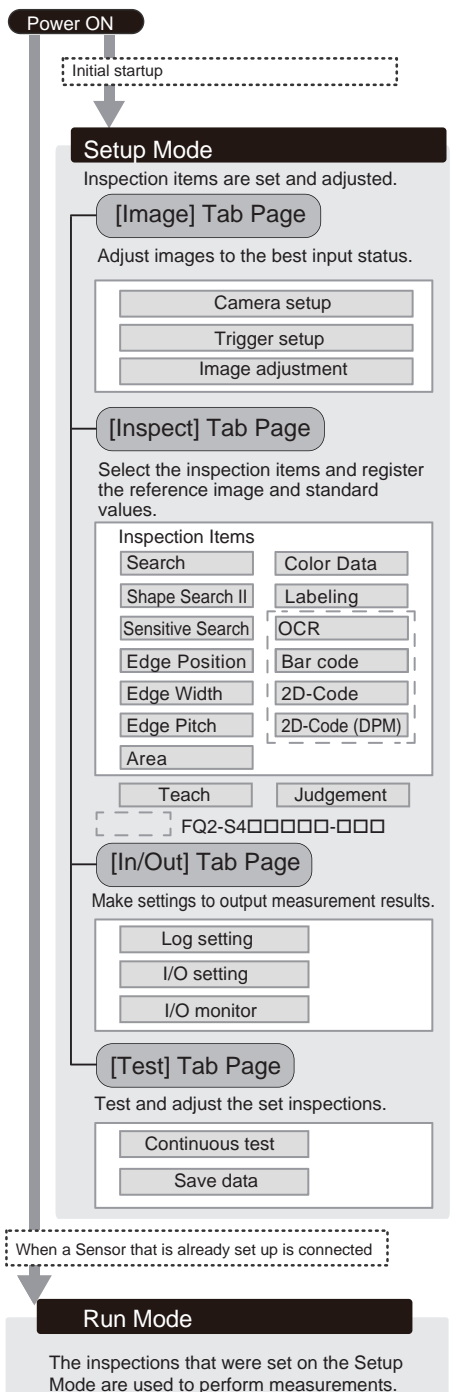 Power ON
Initial startup
Setup Mode
Inspection items are set and adjusted.
[Image] Tab Page
Adjust images to the best input status.
Camera setup
Trigger setup
Image adjustment
[Inspect] Tab Page
Select the inspection items and register
the reference image and standard
values.
Inspection Items
Search
Color Data
Shape Search II
Labeling
Sensitive Search
OCR
Edge Position
Bar code
Edge Width
2D-Code
Edge Pitch
2D-Code (DPM)
Area
Teach
Judgement
FQ2-S4□□□□□-□□□
[In/Out] Tab Page
Make settings to output measurement results.
Log setting
I/O setting
I/O monitor
[Test] Tab Page
Test and adjust the set inspections.
Continuous test
Save data
When a Sensor that is already set up is connected
Run Mode
The inspections that were set on the Setup
Mode are used to perform measurements.